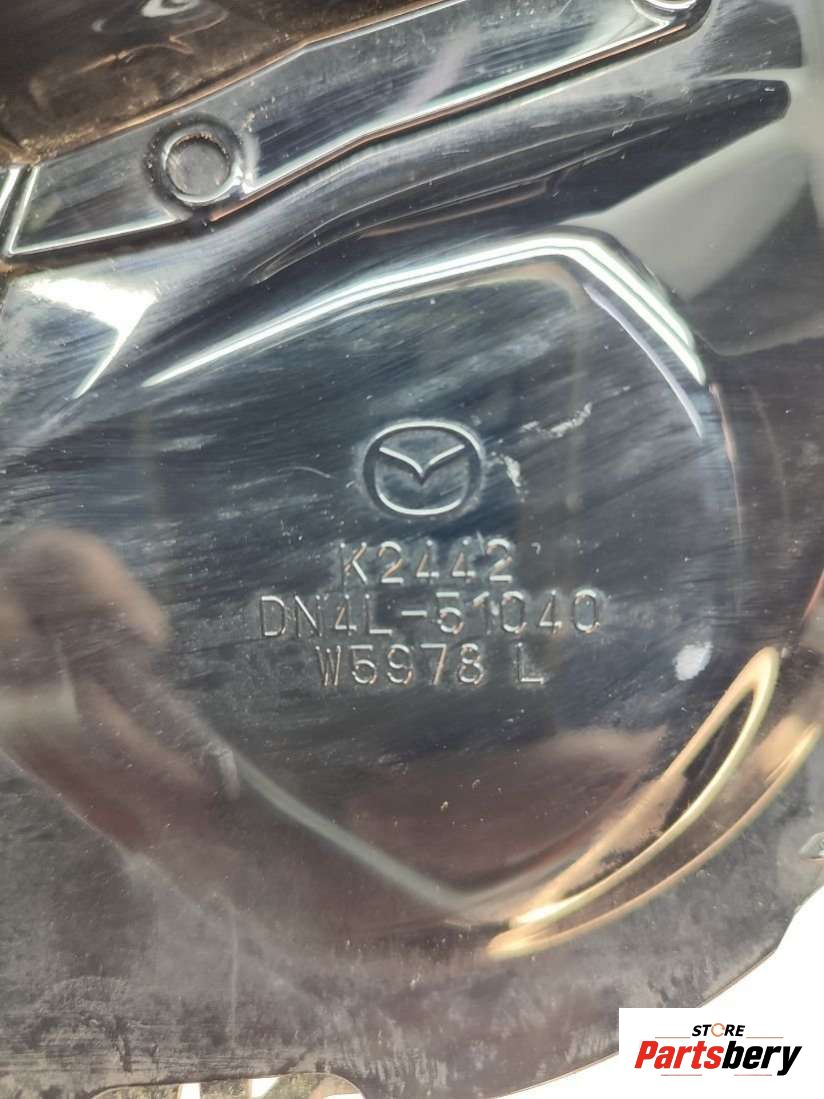 K2442
DN4L-51040
W5978 L
STORE
Partsbery